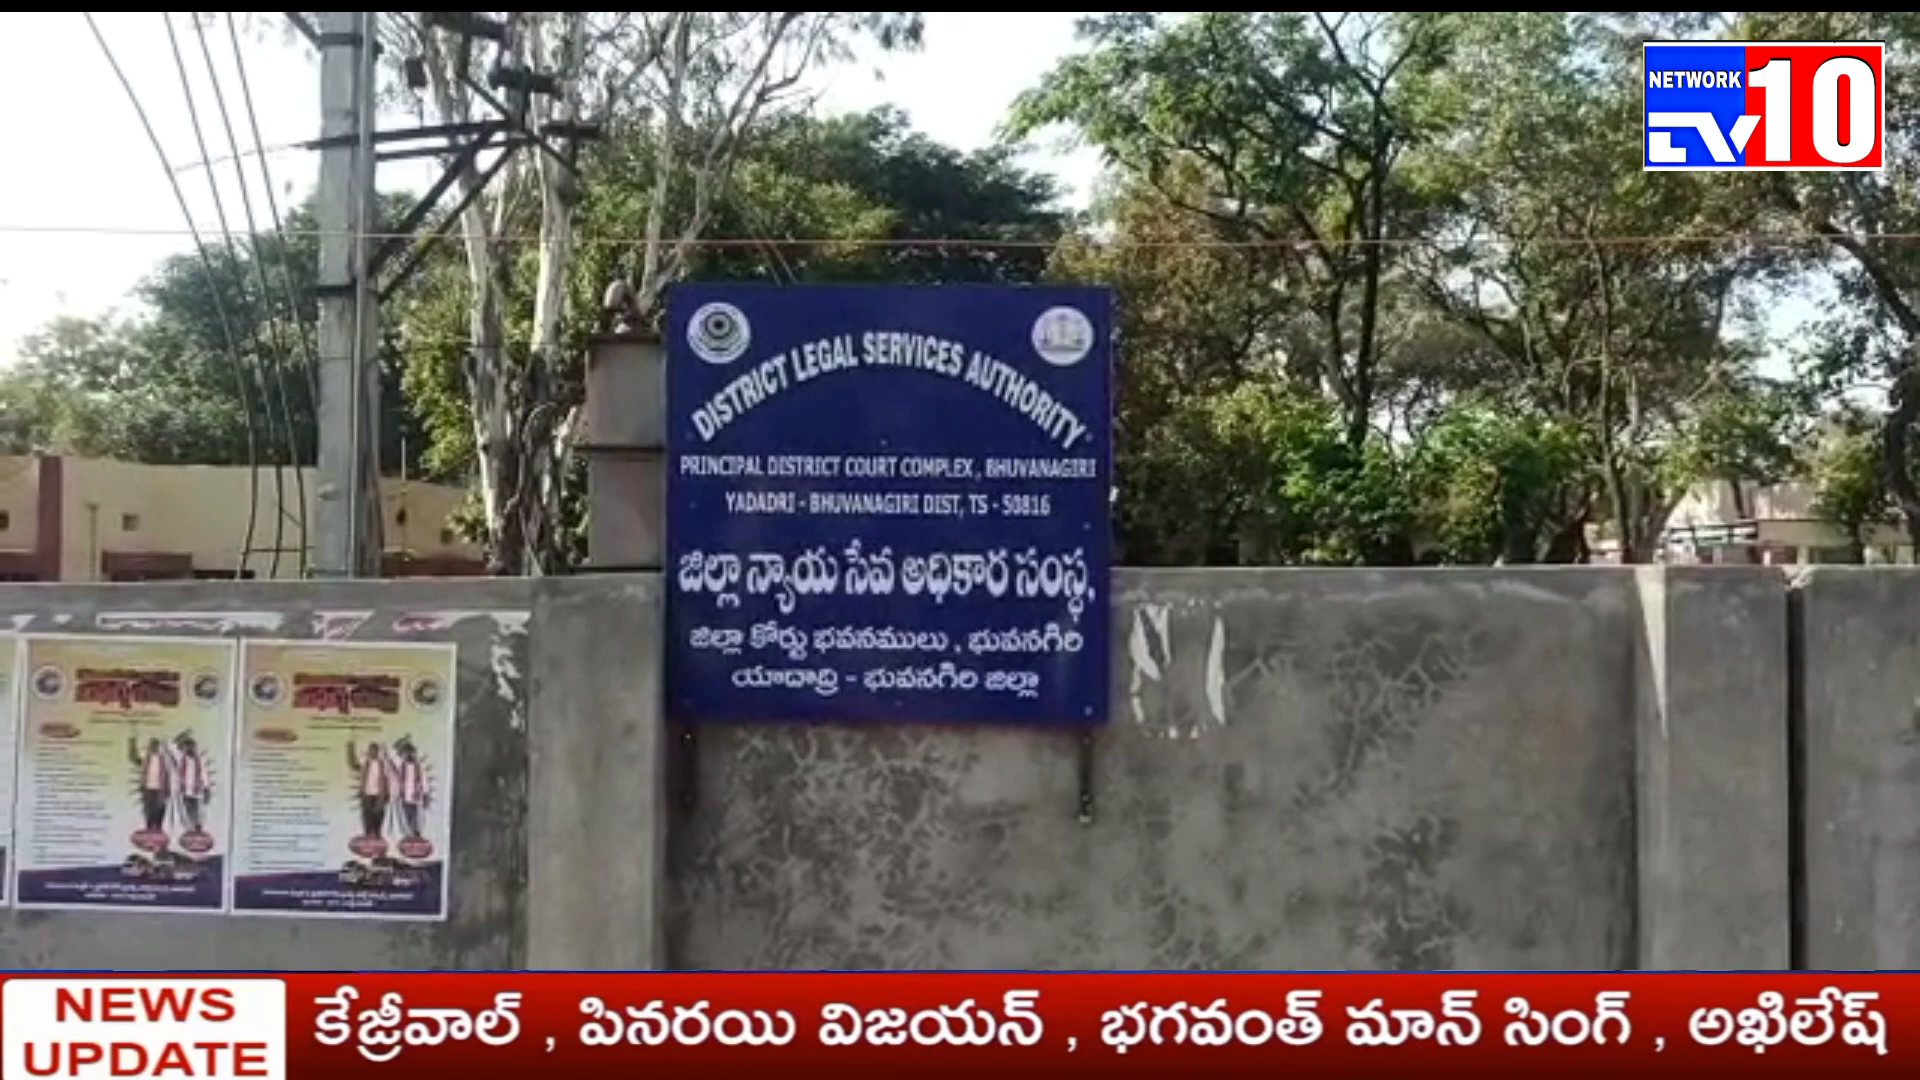 NETWORK
TV 10
DISTRICT LEGAL SERVICES AUTHORITY
PRINCIPAL DISTRICT COURT COMPLEX, BHUVANAGIRI
YADADRI - BHUVANAGIRI DIST, TS - 50816
జిల్లా న్యాయ సేవ అధికార సంస్థ,
జిల్లా కోర్టు భవనములు, భువనగిరి
యాదాద్రి - భువనగిరి జిల్లా
NEWS
UPDATE
కేజ్రీవాల్ , పినరయి విజయన్ , భగవంత్ మాన్ సింగ్ , అఖిలేష్